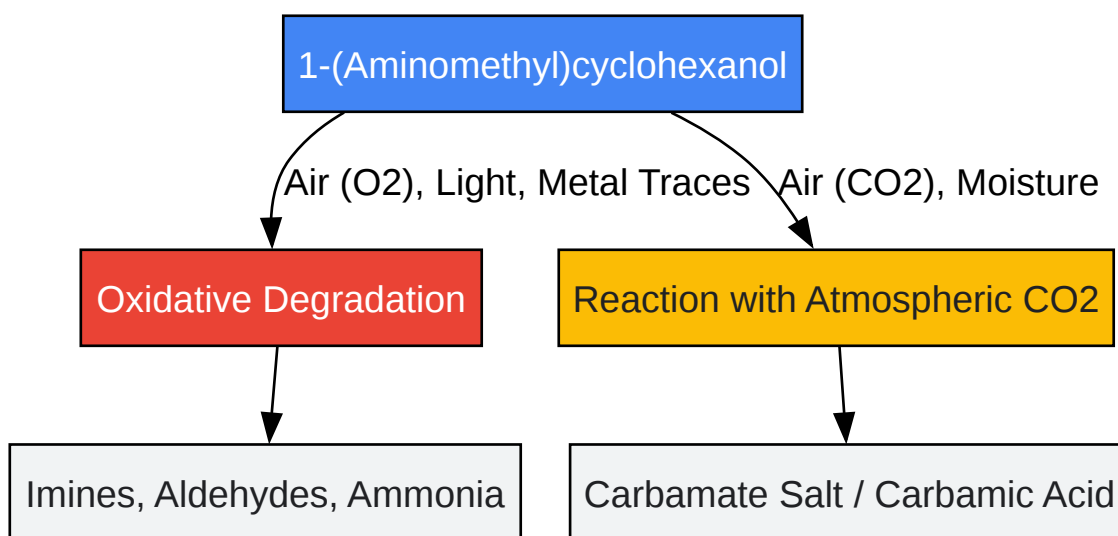 1-(Aminomethyl)cyclohexanol
Air (O2), Light, Metal Traces
Air (CO2), Moisture
Oxidative Degradation
Reaction with Atmospheric CO2
Imines, Aldehydes, Ammonia
Carbamate Salt / Carbamic Acid